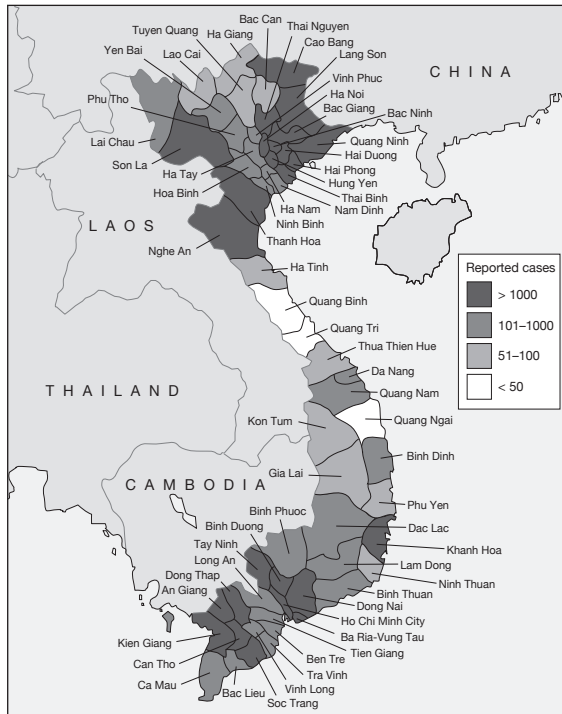 Bac Can
Thai Nguyen
Tuyen Quang
Ha Giang
Cao Bang
Yen Bai
Lao Cai
Lang Son
CHINA
Vinh Phuc
Ha Noi
Phu Tho
Bac Giang
Bac Ninh
Lai Chau
Quang Ninh
Son La
Hai Duong
Hai Phong
Ha Tay
Hung Yen
Hoa Binh
Thai Binh
Ha Nam
Nam Dinh
Ninh Binh
LAOS
Thanh Hoa
Nghe An
Ha Tinh
Reported cases
> 1000
101–1000
51–100
< 50
Quang Binh
Quang Tri
Thua Thien Hue
Da Nang
THAILAND
Quang Nam
Kon Tum
Quang Ngai
Binh Dinh
Gia Lai
CAMBODIA
Phu Yen
Binh Phuoc
Dac Lac
Binh Duong
Tay Ninh
Khanh Hoa
Long An
Lam Dong
Dong Thap
Ninh Thuan
An Giang
Binh Thuan
Dong Nai
Ho Chi Minh City
Kien Giang
Ba Ria-Vung Tau
Tien Giang
Can Tho
Ben Tre
Tra Vinh
Ca Mau
Vinh Long
Bac Lieu
Soc Trang